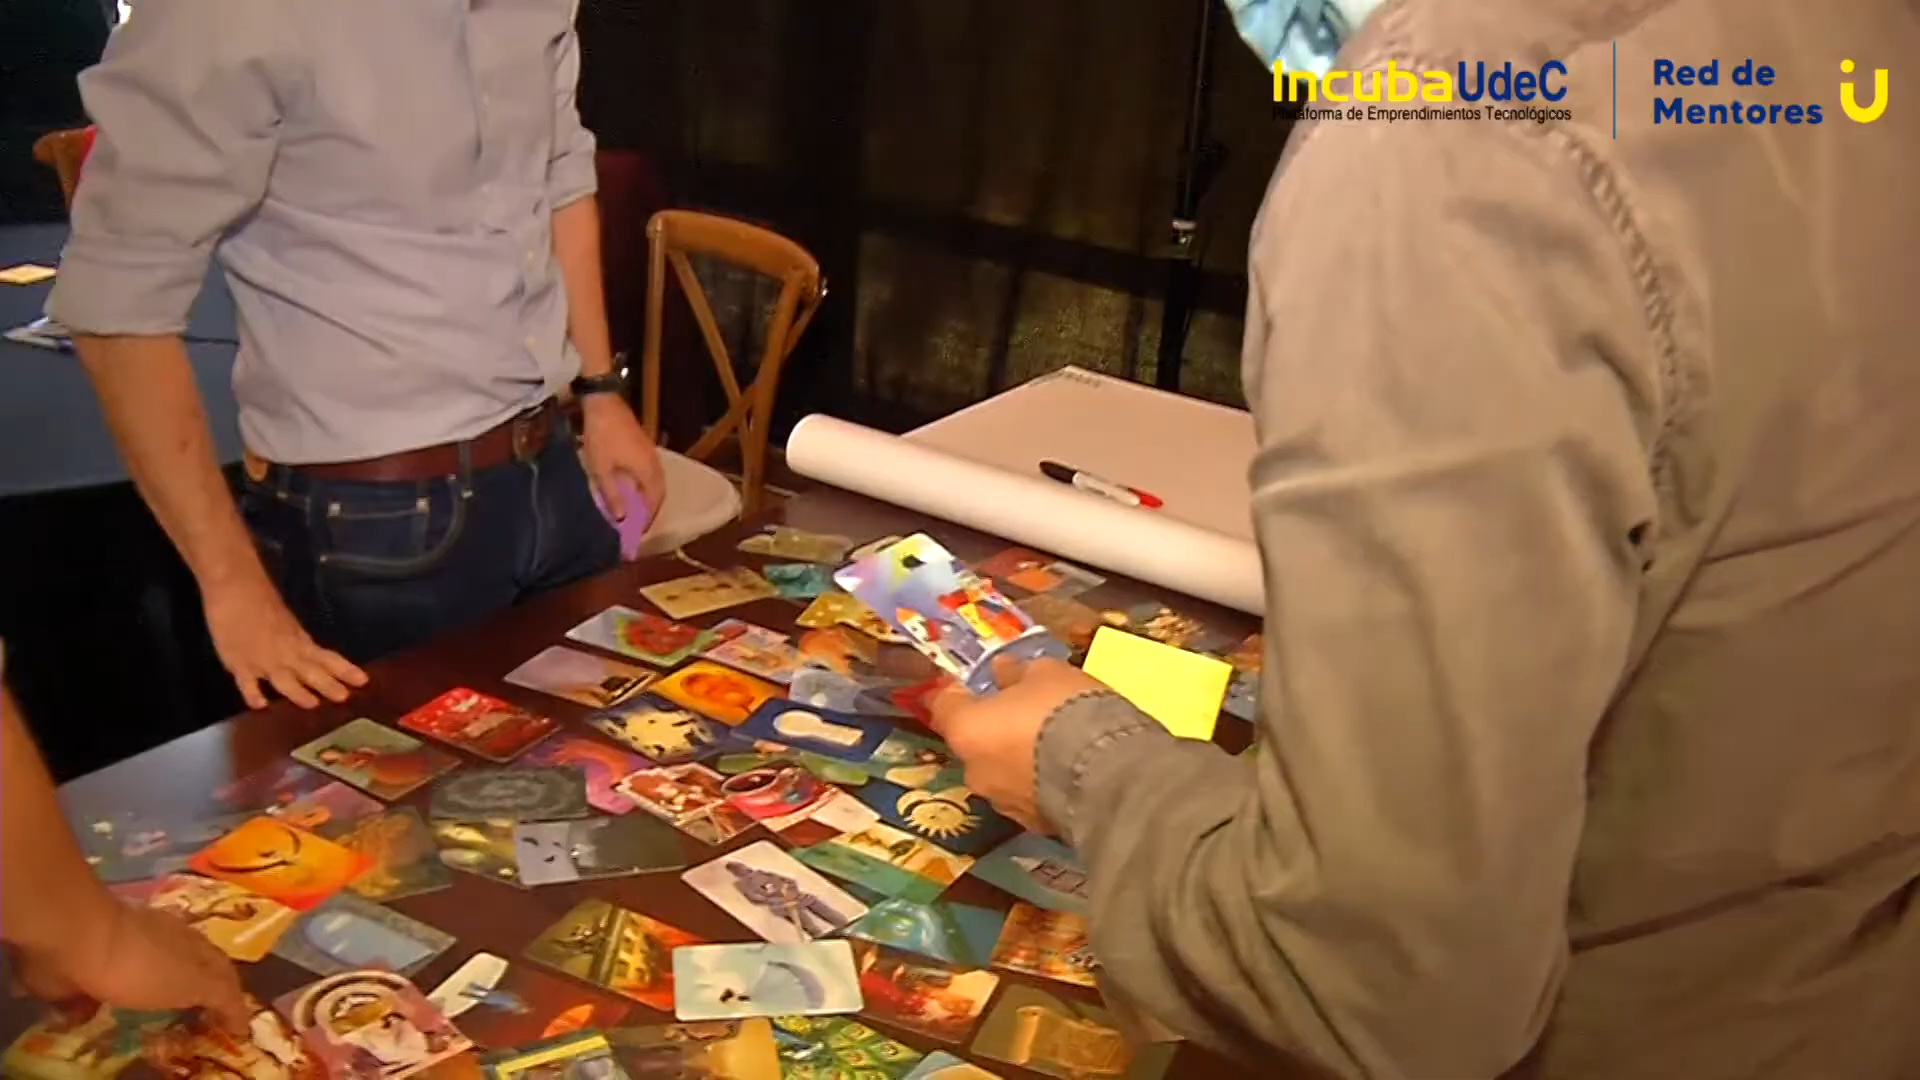 IncubaUdeC
Plataforma de Emprendimientos Tecnológicos
Red de
Mentores